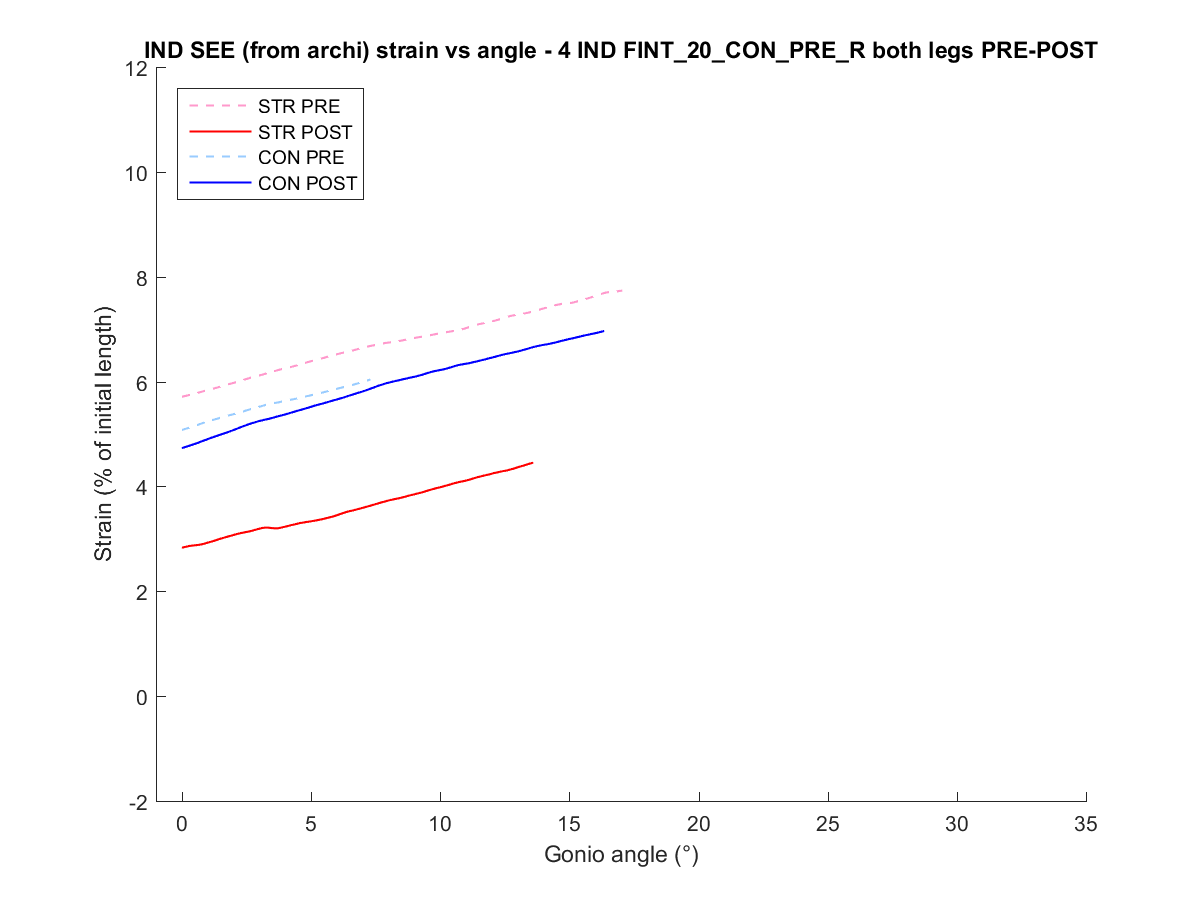 IND SEE (from archi) strain vs angle - 4 IND FINT_20_CON_PRE_R both legs PRE-POST
12
10
8
6
4
2
0
-2
STR PRE
STR POST
CON PRE
CON POST
Strain (% of initial length)
0 5 10 15 20 25 30 35
Gonio angle (°)